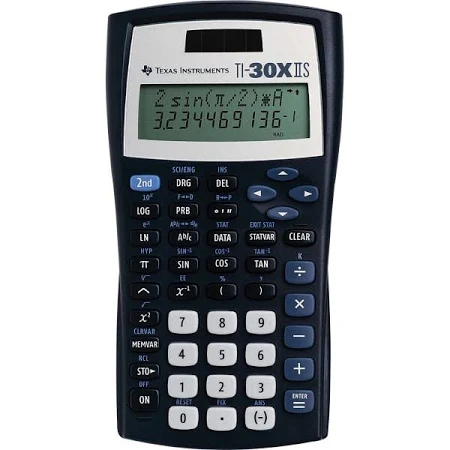 TEXAS INSTRUMENTS TI-30X IIS
2 sin(π/2)*A →↑
3.234469136⁻¹
RAD
SCI/ENG INS
2nd DRG DEL
10ˣ F↔D R↔P
LOG PRB ° ' "
eˣ STAT EXIT STAT
LN Ab/c DATA STATVAR CLEAR
HYP SIN⁻¹ COS⁻¹ TAN⁻¹ K
π SIN COS TAN ÷
EE % ,
^ x⁻¹ ( )
√
x² 7 8 9 ×
CLRVAR
MEMVAR 4 5 6 −
RCL
STO► 1 2 3 +
OFF RESET FIX ANS ENTER
ON 0 . (−) =